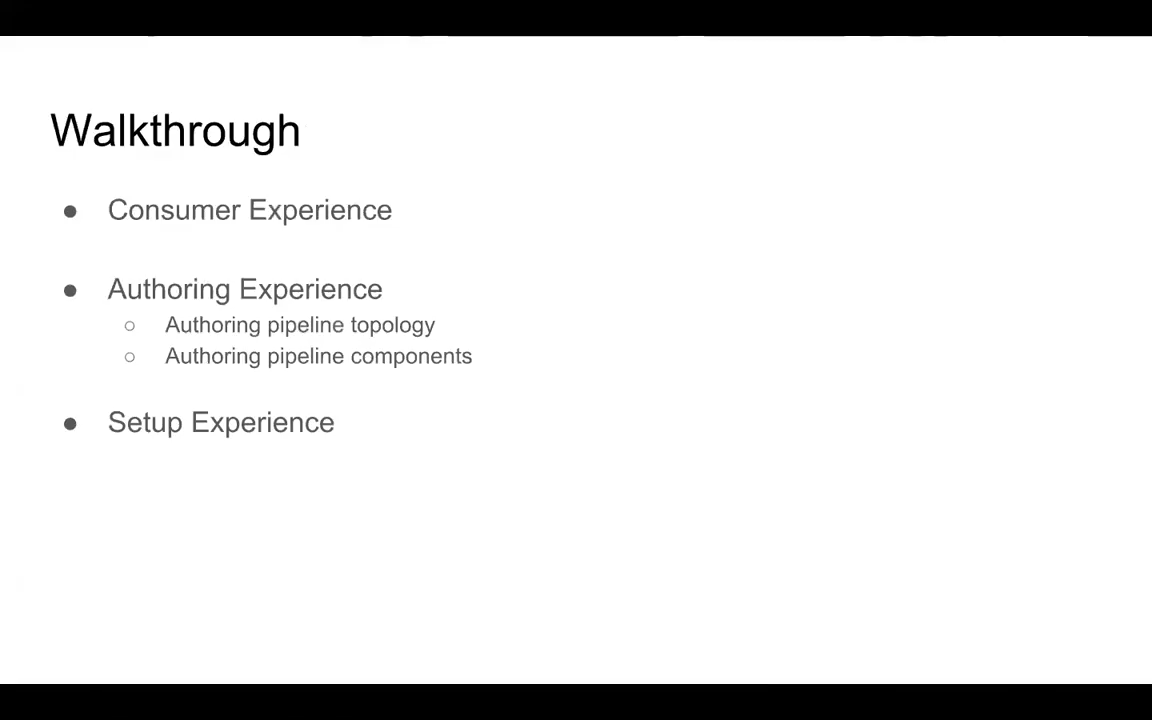 Walkthrough
● Consumer Experience
● Authoring Experience
○ Authoring pipeline topology
○ Authoring pipeline components
● Setup Experience